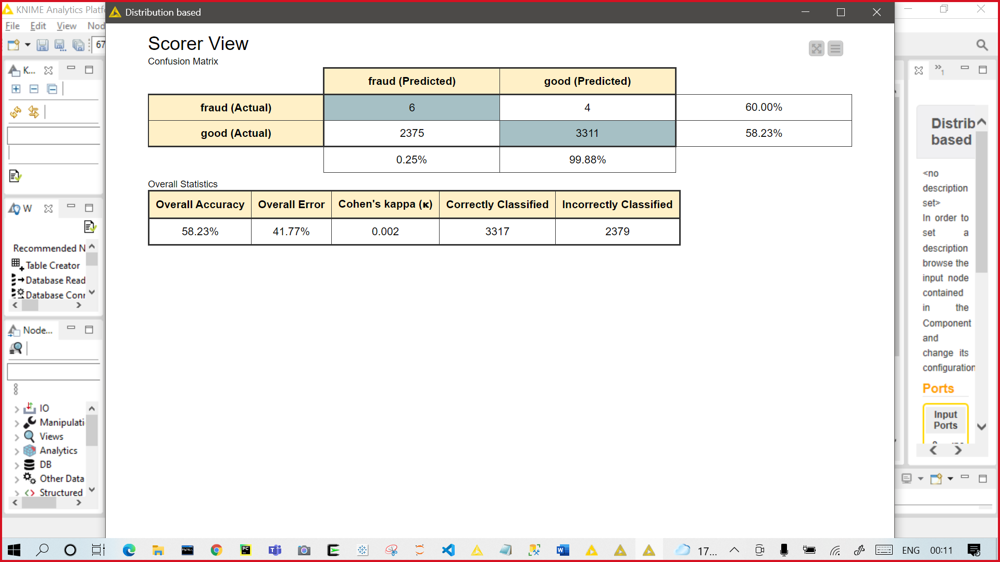 KNIME Analytics Platf
Distribution based
File Edit View Nod
67
Scorer View
Confusion Matrix
fraud (Predicted) good (Predicted)
fraud (Actual) 6 4 60.00%
good (Actual) 2375 3311 58.23%
0.25% 99.88%
Overall Statistics
Overall Accuracy Overall Error Cohen's kappa (κ) Correctly Classified Incorrectly Classified
58.23% 41.77% 0.002 3317 2379
K...
W
Recommended N
Table Creator
Database Read
Database Conr
Node...
IO
Manipulati
Views
Analytics
DB
Other Data
Structured
»1
Distrib
based
<no
description
set>
In order to
set a
description
browse the
input node
contained
in the
Component
and
change its
configuration
Ports
Input
Ports
MySQL
PC
17... ENG 00:11